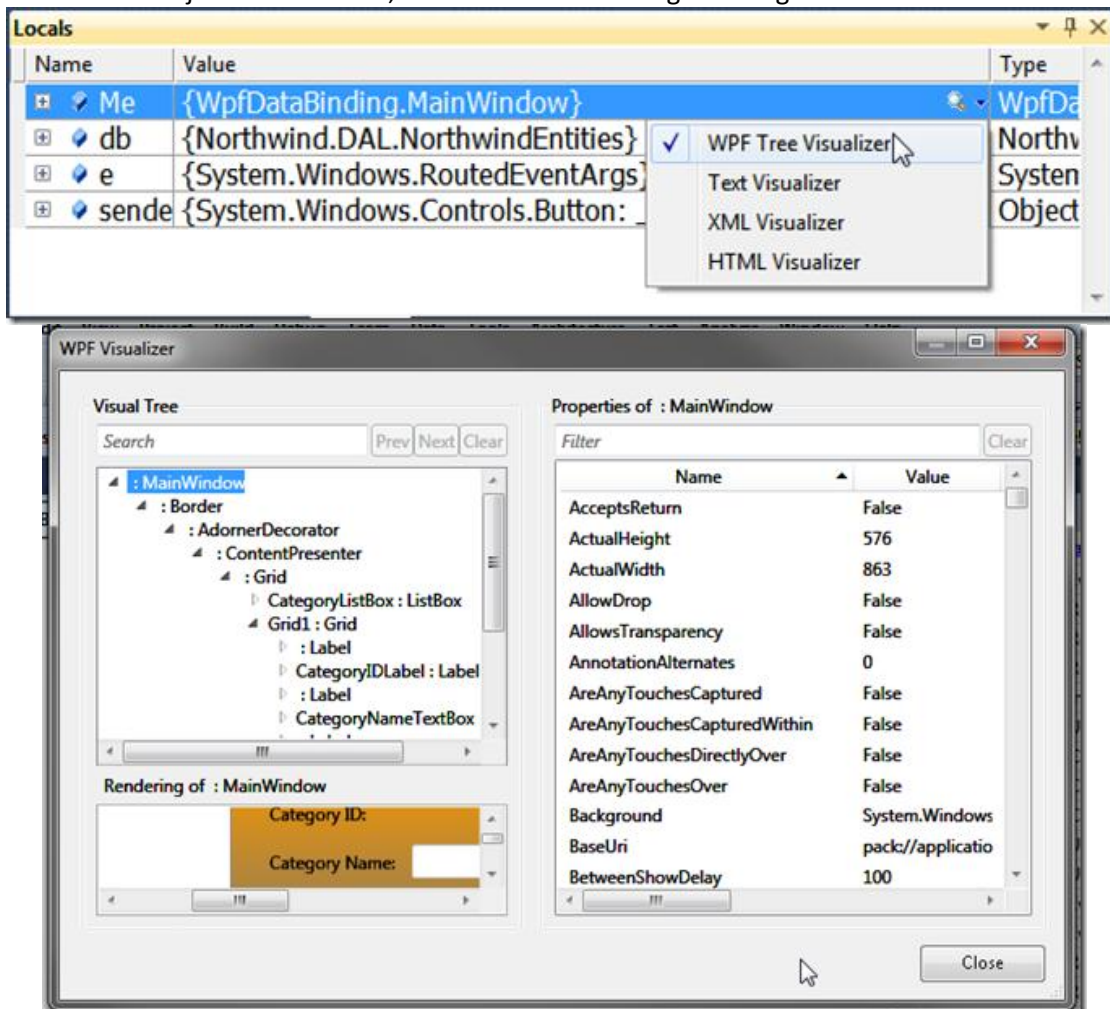 Locals
Name Value Type
Me {WpfDataBinding.MainWindow} WpfDa
db {Northwind.DAL.NorthwindEntities} Northw
e {System.Windows.RoutedEventArgs} System
sende {System.Windows.Controls.Button: _ Object
WPF Tree Visualizer
Text Visualizer
XML Visualizer
HTML Visualizer
WPF Visualizer
Visual Tree
Search Prev Next Clear
: MainWindow
: Border
: AdornerDecorator
: ContentPresenter
: Grid
CategoryListBox : ListBox
Grid1 : Grid
: Label
CategoryIDLabel : Label
: Label
CategoryNameTextBox
Rendering of : MainWindow
Category ID:
Category Name:
Properties of : MainWindow
Filter Clear
Name Value
AcceptsReturn False
ActualHeight 576
ActualWidth 863
AllowDrop False
AllowsTransparency False
AnnotationAlternates 0
AreAnyTouchesCaptured False
AreAnyTouchesCapturedWithin False
AreAnyTouchesDirectlyOver False
AreAnyTouchesOver False
Background System.Windows
BaseUri pack://applicatio
BetweenShowDelay 100
Close